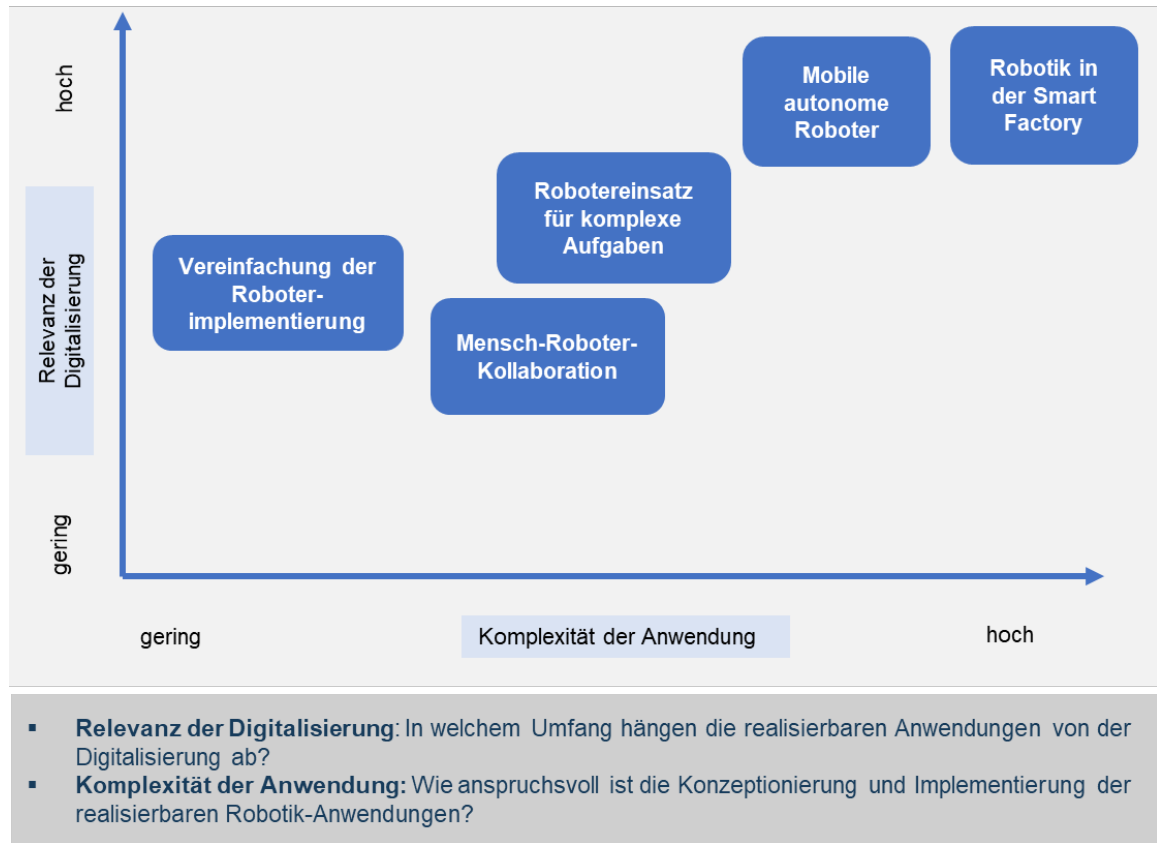 hoch
Mobile
autonome
Roboter
Robotik in
der Smart
Factory
Robotereinsatz
für komplexe
Aufgaben
Relevanz der
Digitalisierung
Vereinfachung der
Roboter-
implementierung
Mensch-Roboter-
Kollaboration
gering
gering
Komplexität der Anwendung
hoch
▪ Relevanz der Digitalisierung: In welchem Umfang hängen die realisierbaren Anwendungen von der
Digitalisierung ab?
▪ Komplexität der Anwendung: Wie anspruchsvoll ist die Konzeptionierung und Implementierung der
realisierbaren Robotik-Anwendungen?